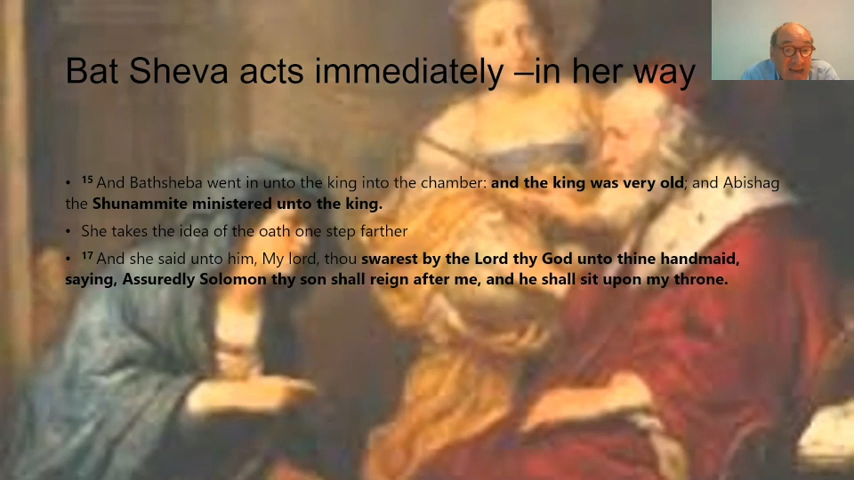 Bat Sheva acts immediately –in her way
• 15 And Bathsheba went in unto the king into the chamber: and the king was very old; and Abishag
the Shunammite ministered unto the king.
• She takes the idea of the oath one step farther
• 17 And she said unto him, My lord, thou swarest by the Lord thy God unto thine handmaid,
saying, Assuredly Solomon thy son shall reign after me, and he shall sit upon my throne.